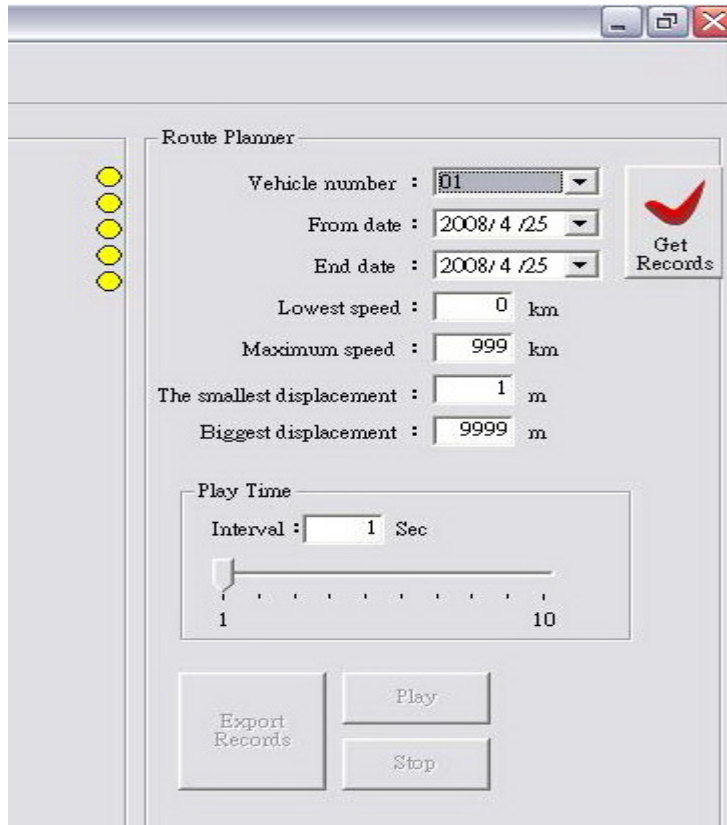 Route Planner
Vehicle number : 01
From date : 2008/ 4 /25
End date : 2008/ 4 /25
Get
Records
Lowest speed : 0 km
Maximum speed : 999 km
The smallest displacement : 1 m
Biggest displacement : 9999 m
Play Time
Interval : 1 Sec
1 10
Export
Records
Play
Stop